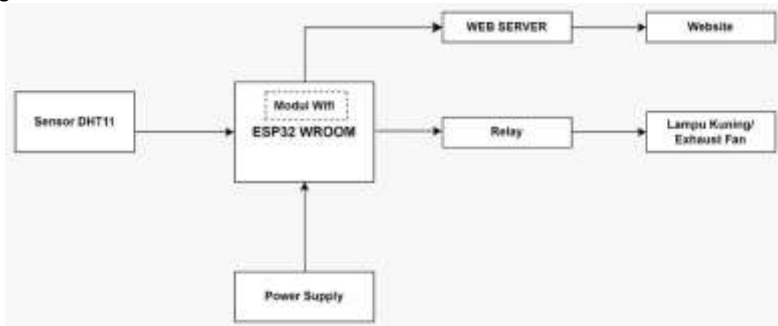 WEB SERVER
Website
Modul Wifi
Sensor DHT11
ESP32 WROOM
Relay
Lampu Kuning/
Exhaust Fan
Power Supply